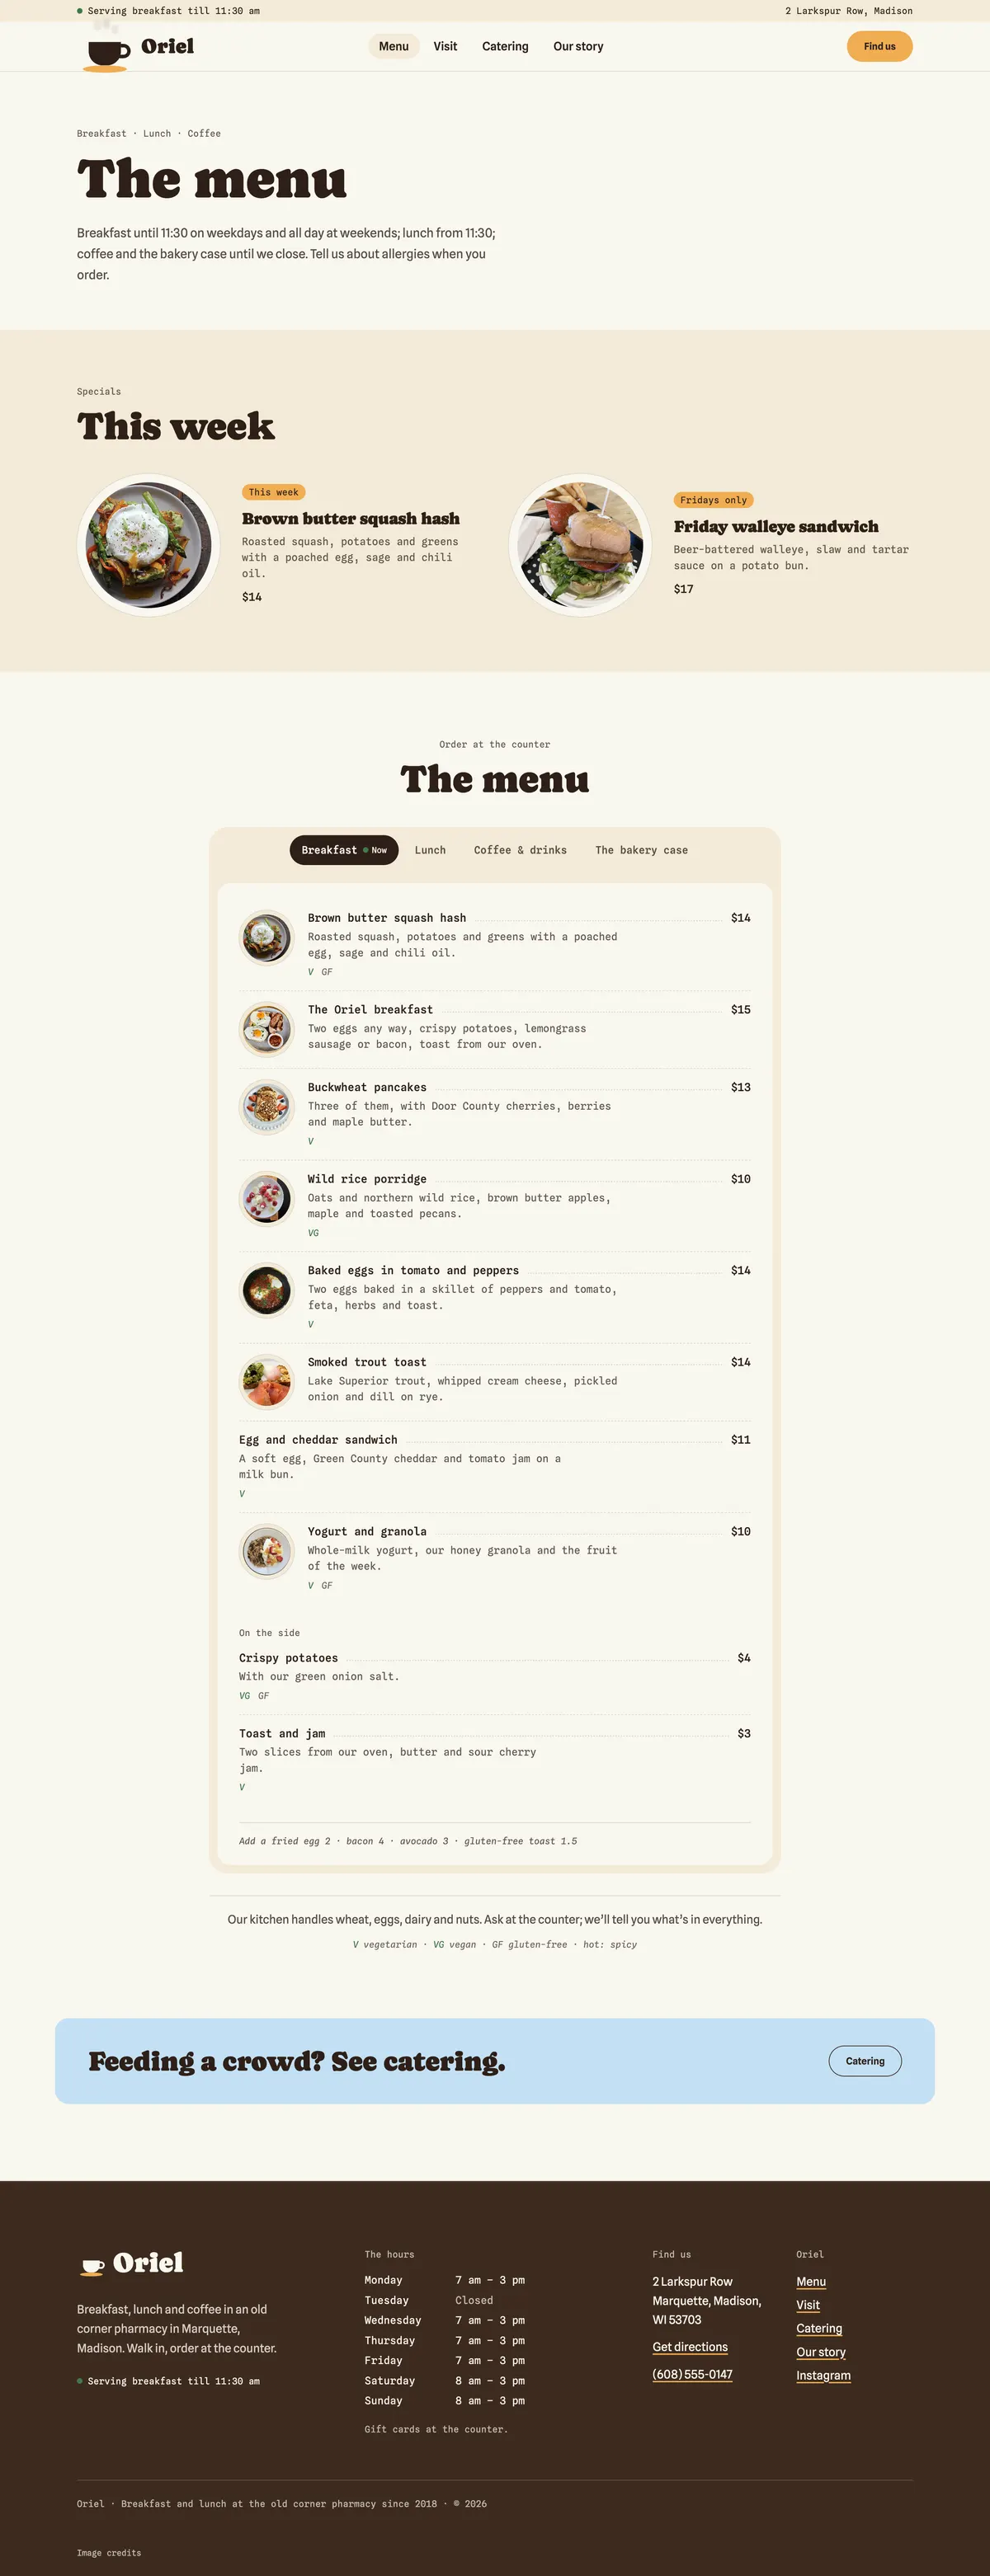 Serving breakfast till 11:30 am
2 Larkspur Row, Madison
Oriel
Menu
Visit
Catering
Our story
Find us
Breakfast · Lunch · Coffee
The menu
Breakfast until 11:30 on weekdays and all day at weekends; lunch from 11:30;
coffee and the bakery case until we close. Tell us about allergies when you
order.
Specials
This week
This week
Brown butter squash hash
Roasted squash, potatoes and greens
with a poached egg, sage and chili
oil.
$14
Fridays only
Friday walleye sandwich
Beer-battered walleye, slaw and tartar
sauce on a potato bun.
$17
Order at the counter
The menu
Breakfast Now
Lunch
Coffee & drinks
The bakery case
Brown butter squash hash $14
Roasted squash, potatoes and greens with a poached
egg, sage and chili oil.
V GF
The Oriel breakfast $15
Two eggs any way, crispy potatoes, lemongrass
sausage or bacon, toast from our oven.
Buckwheat pancakes $13
Three of them, with Door County cherries, berries
and maple butter.
V
Wild rice porridge $10
Oats and northern wild rice, brown butter apples,
maple and toasted pecans.
VG
Baked eggs in tomato and peppers $14
Two eggs baked in a skillet of peppers and tomato,
feta, herbs and toast.
V
Smoked trout toast $14
Lake Superior trout, whipped cream cheese, pickled
onion and dill on rye.
Egg and cheddar sandwich $11
A soft egg, Green County cheddar and tomato jam on a
milk bun.
V
Yogurt and granola $10
Whole-milk yogurt, our honey granola and the fruit
of the week.
V GF
On the side
Crispy potatoes $4
With our green onion salt.
VG GF
Toast and jam $3
Two slices from our oven, butter and sour cherry
jam.
V
Add a fried egg 2 · bacon 4 · avocado 3 · gluten-free toast 1.5
Our kitchen handles wheat, eggs, dairy and nuts. Ask at the counter; we'll tell you what's in everything.
V vegetarian · VG vegan · GF gluten-free · hot: spicy
Feeding a crowd? See catering.
Catering
Oriel
Breakfast, lunch and coffee in an old
corner pharmacy in Marquette,
Madison. Walk in, order at the counter.
Serving breakfast till 11:30 am
The hours
Monday 7 am – 3 pm
Tuesday Closed
Wednesday 7 am – 3 pm
Thursday 7 am – 3 pm
Friday 7 am – 3 pm
Saturday 8 am – 3 pm
Sunday 8 am – 3 pm
Gift cards at the counter.
Find us
2 Larkspur Row
Marquette, Madison,
WI 53703
Get directions
(608) 555-0147
Oriel
Menu
Visit
Catering
Our story
Instagram
Oriel · Breakfast and lunch at the old corner pharmacy since 2018 · © 2026
Image credits